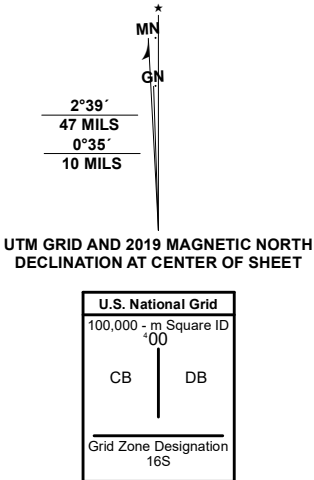 ★
MN
GN
2°39´
47 MILS
0°35´
10 MILS
UTM GRID AND 2019 MAGNETIC NORTH
DECLINATION AT CENTER OF SHEET
U.S. National Grid
100,000 - m Square ID
⁴00
CB DB
Grid Zone Designation
16S